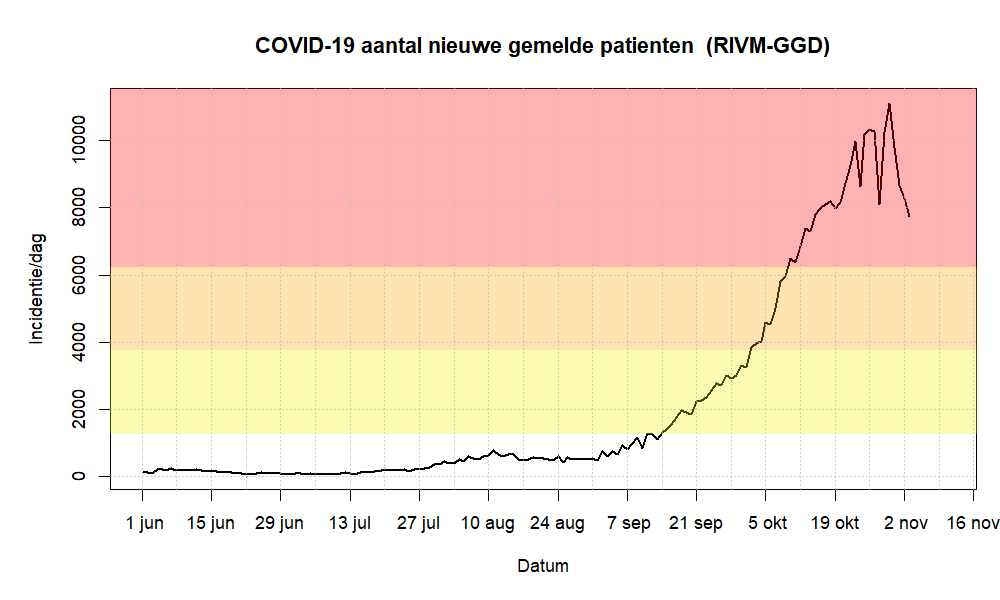 COVID-19 aantal nieuwe gemelde patienten  (RIVM-GGD)
Incidentie/dag
10000
8000
6000
4000
2000
0
1 jun 15 jun 29 jun 13 jul 27 jul 10 aug 24 aug 7 sep 21 sep 5 okt 19 okt 2 nov 16 nov
Datum